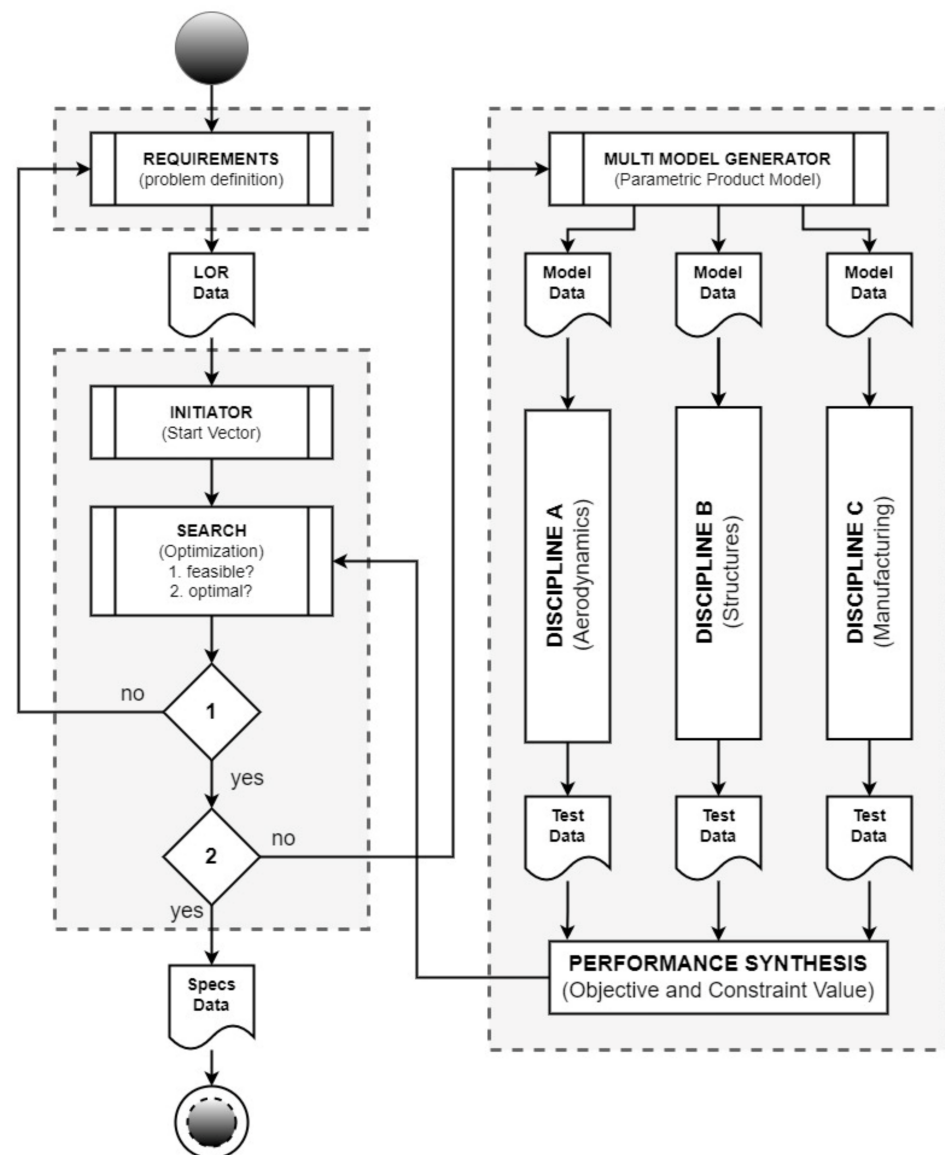 REQUIREMENTS
(problem definition)
LOR
Data
INITIATOR
(Start Vector)
SEARCH
(Optimization)
1. feasible?
2. optimal?
no
1
yes
2
no
yes
Specs
Data
MULTI MODEL GENERATOR
(Parametric Product Model)
Model
Data
Model
Data
Model
Data
DISCIPLINE A
(Aerodynamics)
DISCIPLINE B
(Structures)
DISCIPLINE C
(Manufacturing)
Test
Data
Test
Data
Test
Data
PERFORMANCE SYNTHESIS
(Objective and Constraint Value)